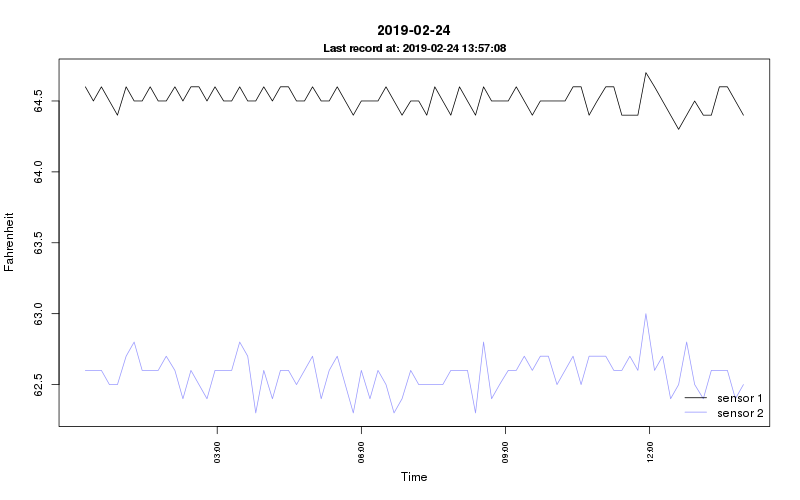 2019-02-24
Last record at: 2019-02-24 13:57:08
Fahrenheit
64.5
64.0
63.5
63.0
62.5
sensor 1
sensor 2
03:00
06:00
09:00
12:00
Time